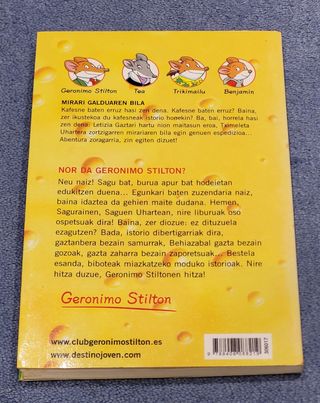 Geronimo Stilton
Tea
Trikimailu
Benjamin
MIRARI GALDUAREN BILA
Kafesne baten erruz hasi zen dena. Kafesne baten erruz? Baina,
zer ikustekoa du kafesneak istorio honekin? Ba, bai, horrela hasi
zen dena. Letizia Gaztari hartu nion maitasun eroa, Tximeleta
Uhartera zortzigarren mirariaren bila egin genuen espedizioa...
Abentura zoragarria, zin egiten dizuet!
NOR DA GERONIMO STILTON?
Neu naiz! Sagu bat, burua apur bat hodeietan
edukitzen duena... Egunkari baten zuzendaria naiz,
baina idaztea da gehien maite dudana. Hemen,
Sagurainen, Saguen Uhartean, nire liburuak oso
ospetsuak dira! Baina, zer diozue: ez dituzuela
ezagutzen? Bada, istorio dibertigarriak dira,
gaztanbera bezain samurrak, Behiazabal gazta bezain
gozoak, gazta zaharra bezain zaporetsuak... Bestela
esanda, biboteak miazkatzeko moduko istorioak. Nire
hitza duzue, Geronimo Stiltonen hitza!
Geronimo Stilton
www.clubgeronimostilton.es
www.destinojoven.com